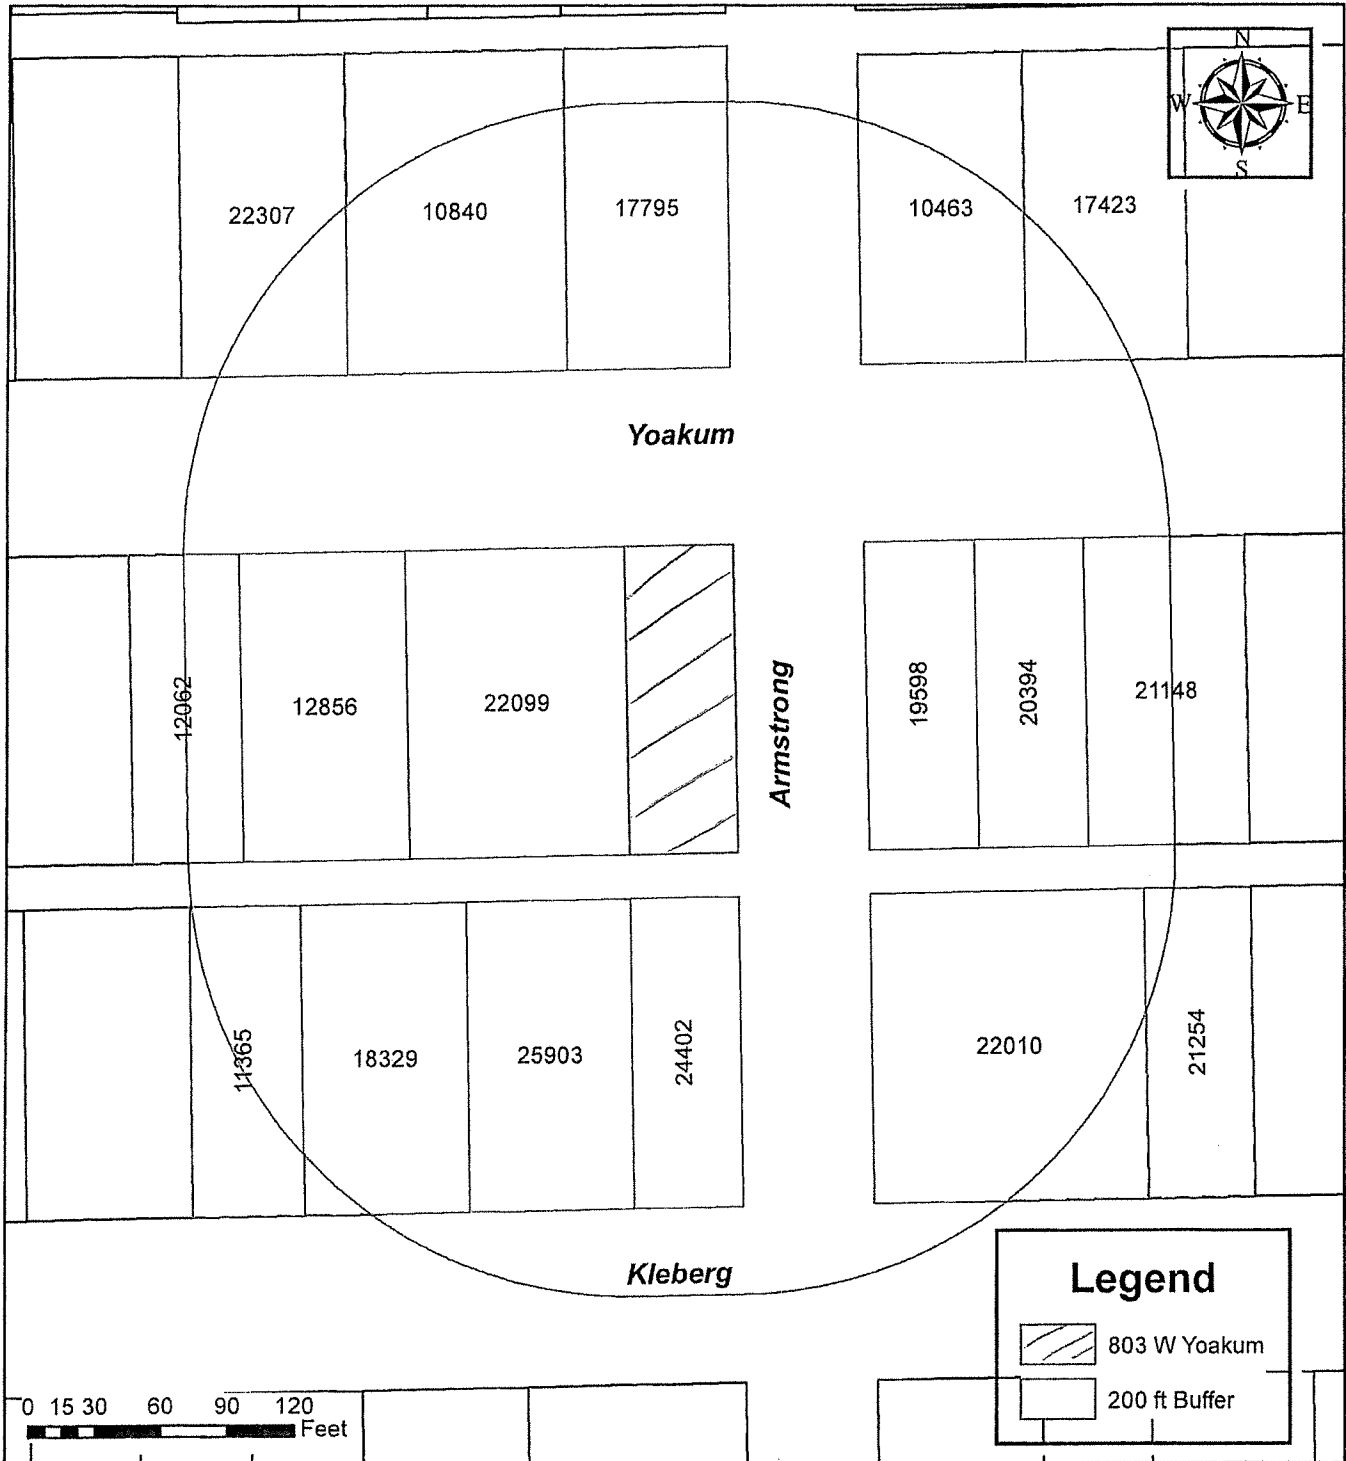 N
W E
S
22307 10840 17795 10463 17423
Yoakum
12062 12856 22099 Armstrong 19598 20394 21148
11365 18329 25903 24402 22010 21254
Kleberg
Legend
803 W Yoakum
200 ft Buffer
0 15 30 60 90 120
Feet